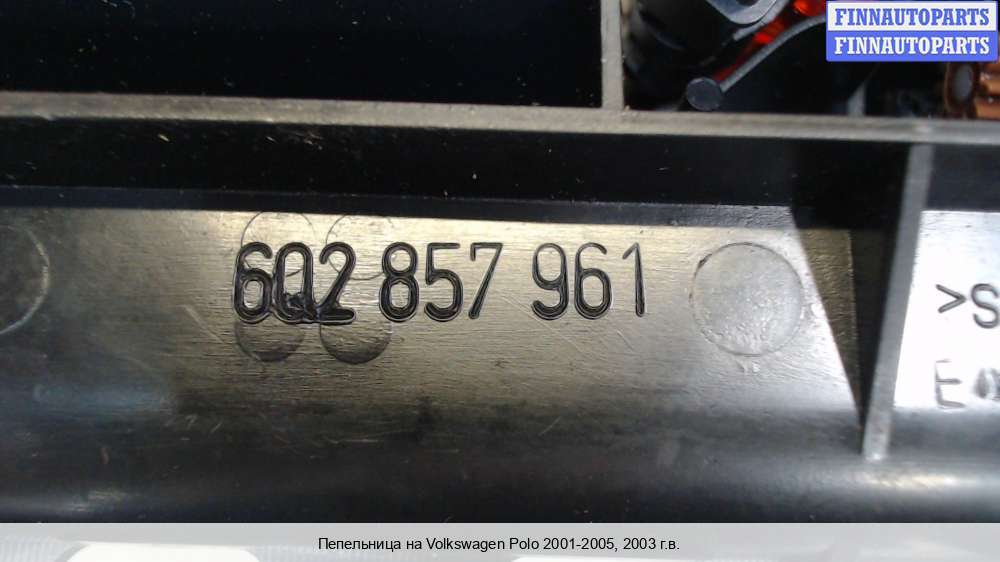 FINNAUTOPARTS
FINNAUTOPARTS
6Q2 857 961
>S
E
Пепельница на Volkswagen Polo 2001-2005, 2003 г.в.